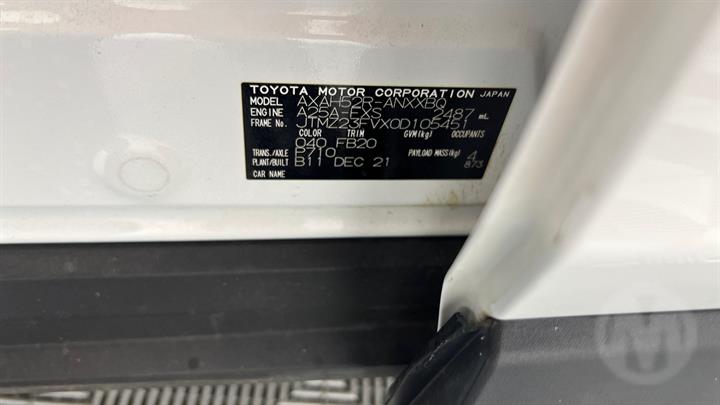 TOYOTA MOTOR CORPORATION JAPAN
MODEL AXAH52R-ANXXBQ
ENGINE A25A-FXS 2487 mL
FRAME No. JTMZ23FVX0D105451
COLOR TRIM GVM(kg) OCCUPANTS
040 FB20 4
TRANS./AXLE P710 PAYLOAD MASS(kg) 873
PLANT/BUILT B11 DEC 21
CAR NAME
M